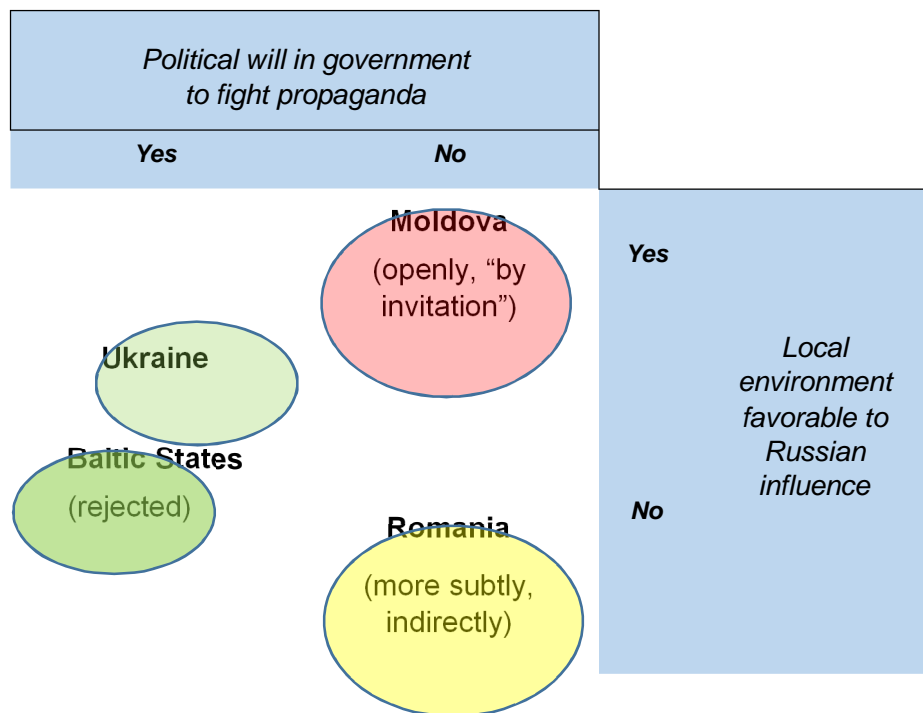 Political will in government
to fight propaganda
Yes
No
Moldova
(openly, “by
invitation”)
Yes
Ukraine
Local
environment
favorable to
Russian
influence
Baltic States
(rejected)
No
Romania
(more subtly,
indirectly)